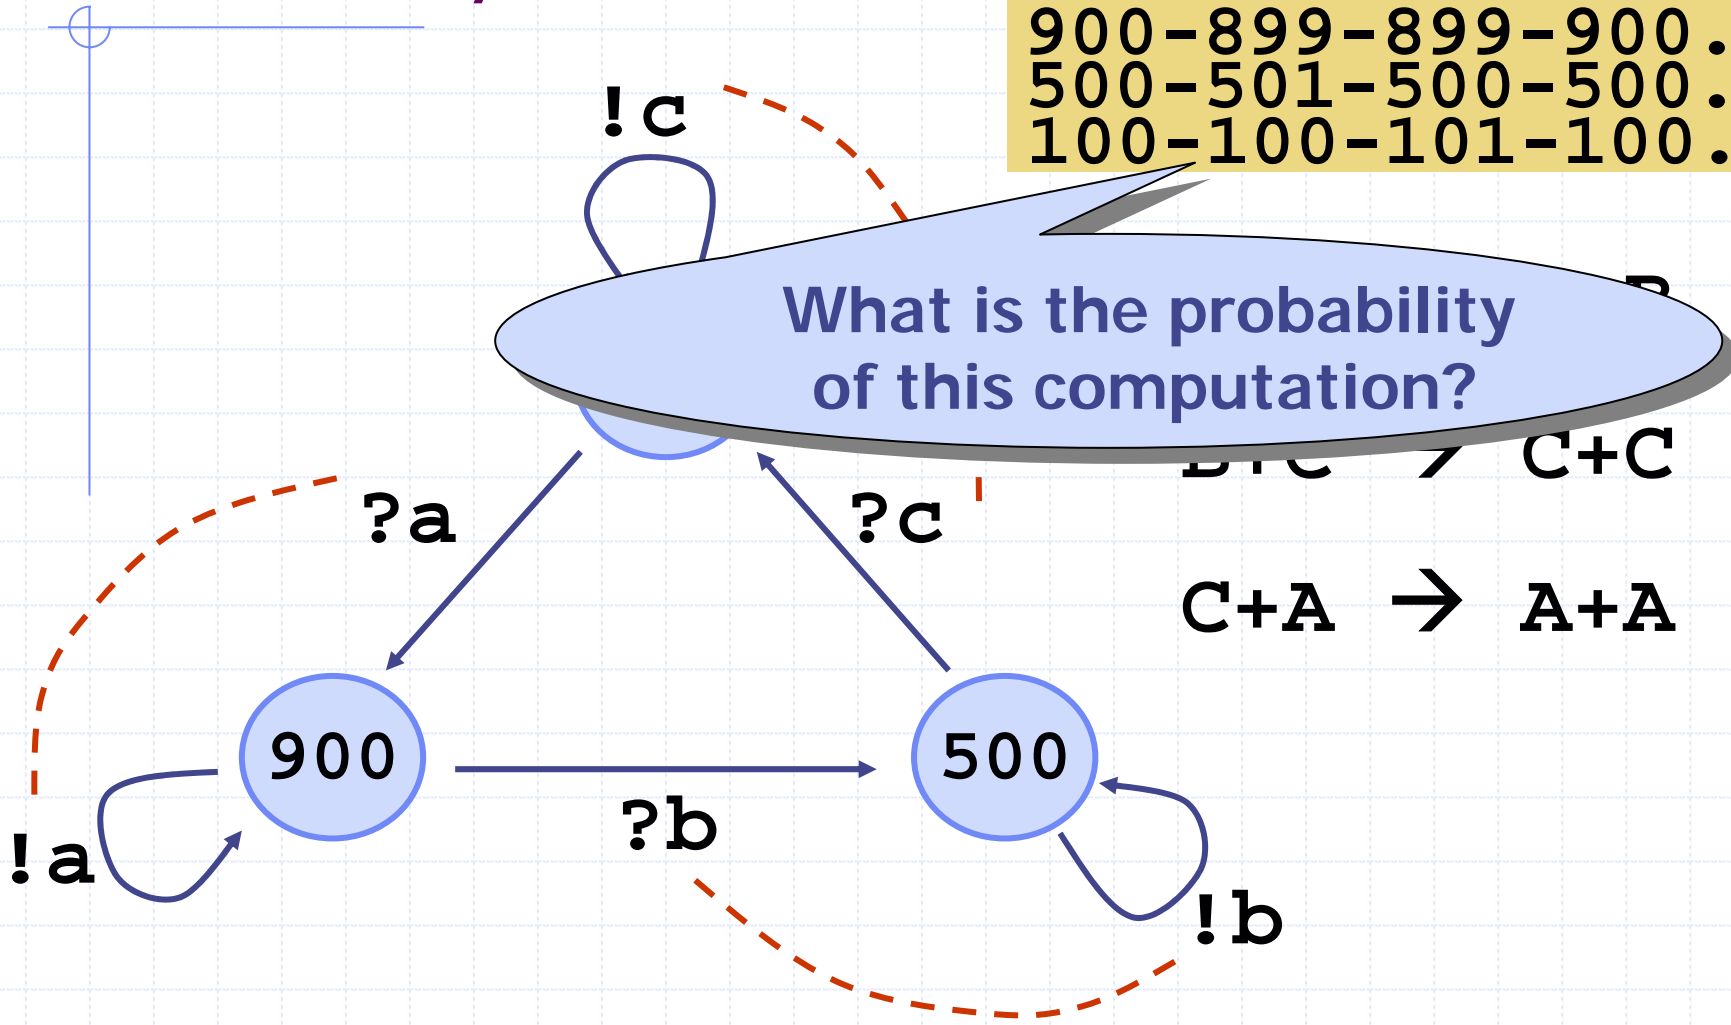 900-899-899-900.
500-501-500-500.
100-100-101-100.
!c
What is the probability
of this computation?
B+C → C+C
?a
?c
C+A → A+A
900
500
?b
!a
!b